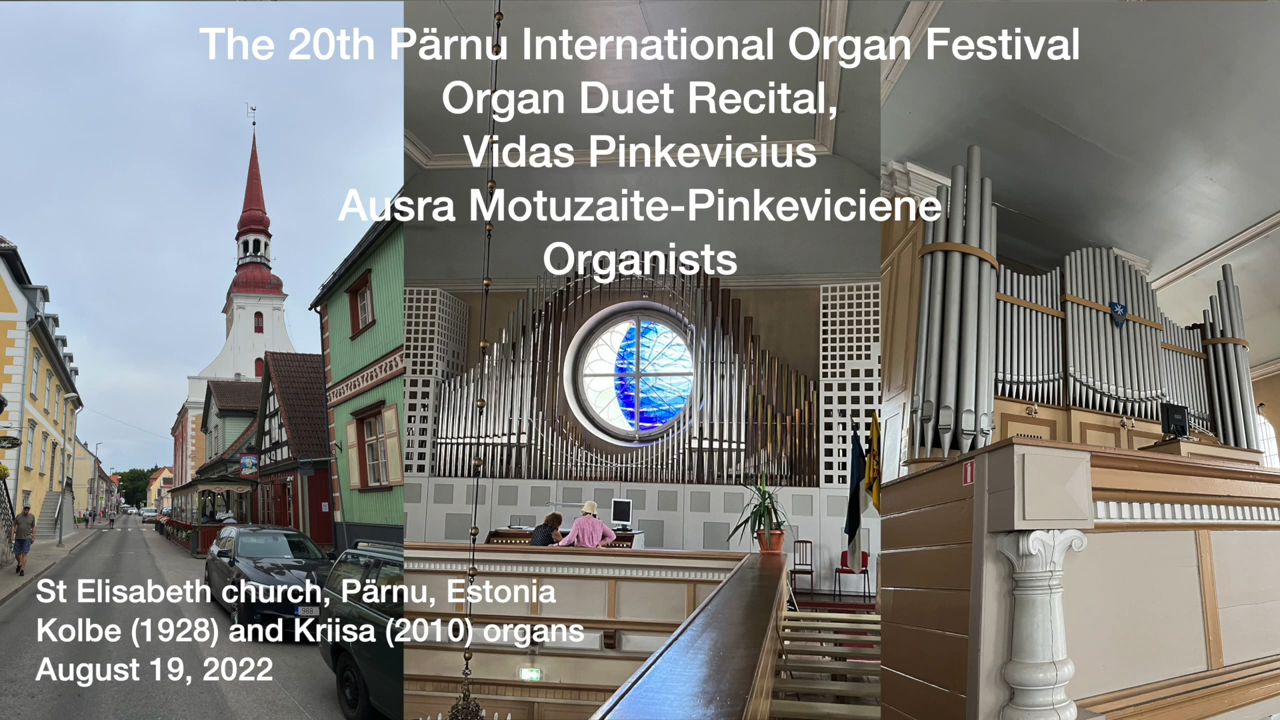 The 20th Pärnu International Organ Festival
Organ Duet Recital,
Vidas Pinkevicius
Ausra Motuzaite-Pinkeviciene
Organists
St Elisabeth church, Pärnu, Estonia
Kolbe (1928) and Kriisa (2010) organs
August 19, 2022
988